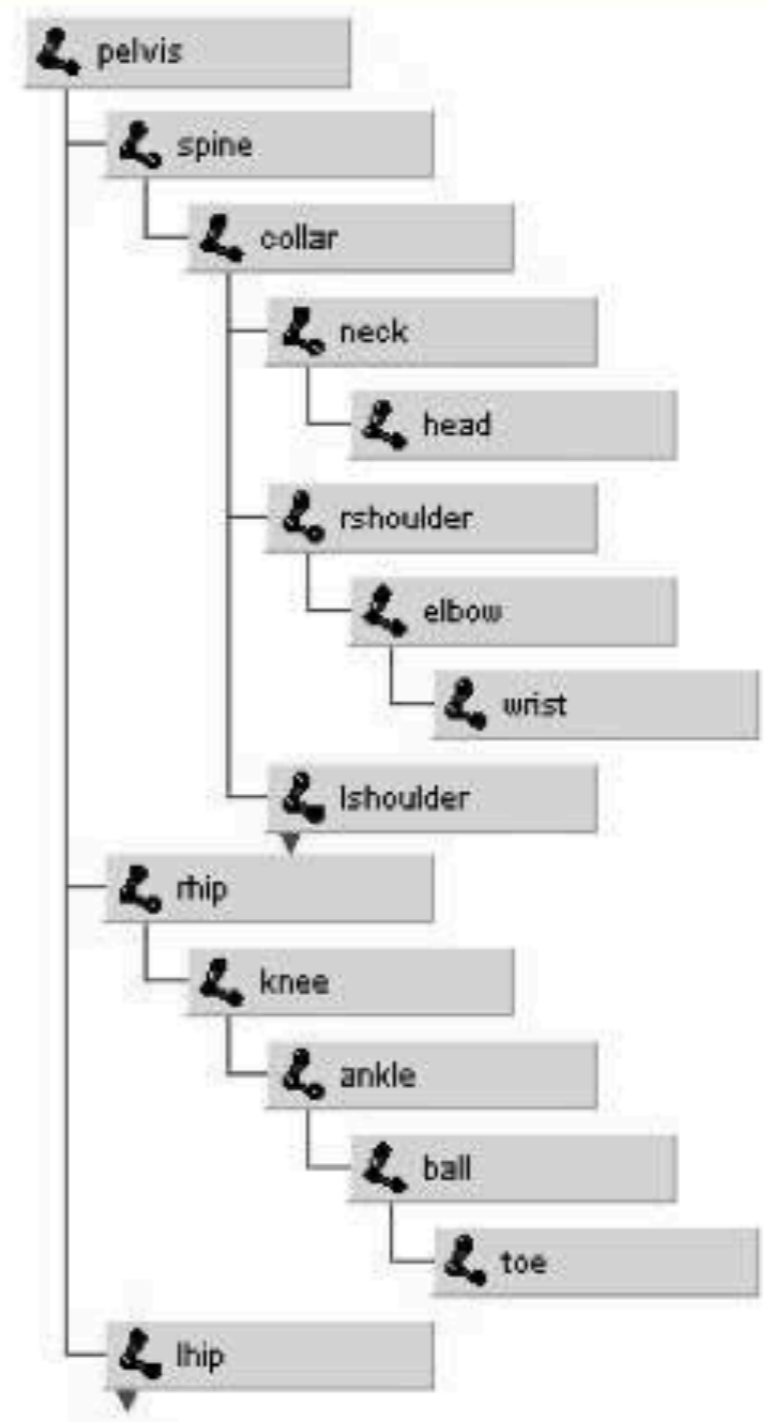 pelvis
spine
collar
neck
head
rshoulder
elbow
wrist
lshoulder
rhip
knee
ankle
ball
toe
lhip